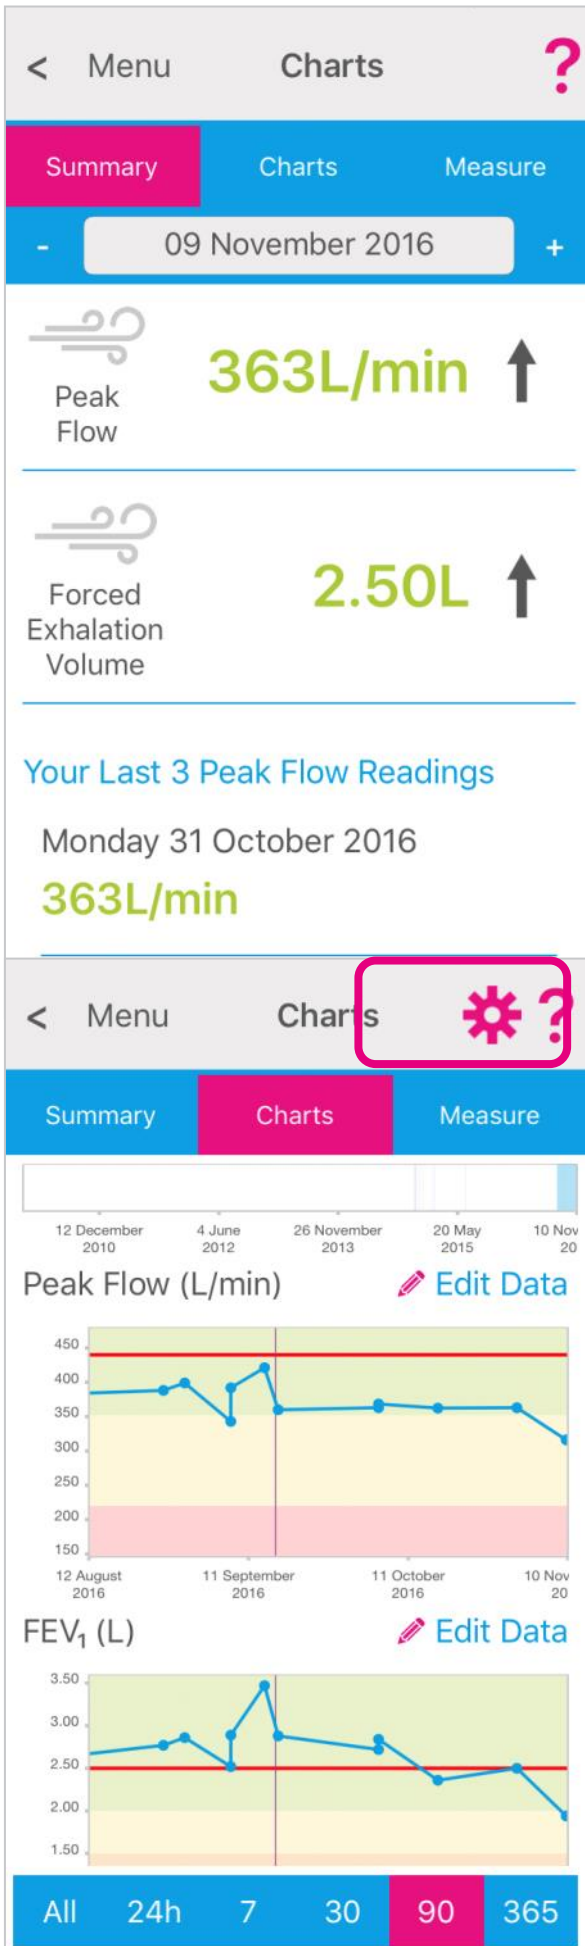 < Menu Charts ?
Summary Charts Measure
- 09 November 2016 +
Peak
Flow
363L/min
Forced
Exhalation
Volume
2.50L
Your Last 3 Peak Flow Readings
Monday 31 October 2016
363L/min
< Menu Charts ?
Summary Charts Measure
12 December 4 June 26 November 20 May 10 Nov
2010 2012 2013 2015 20
Peak Flow (L/min) Edit Data
450
400
350
300
250
200
150
12 August 11 September 11 October 10 Nov
2016 2016 2016 20
FEV₁ (L) Edit Data
3.50
3.00
2.50
2.00
1.50
All 24h 7 30 90 365